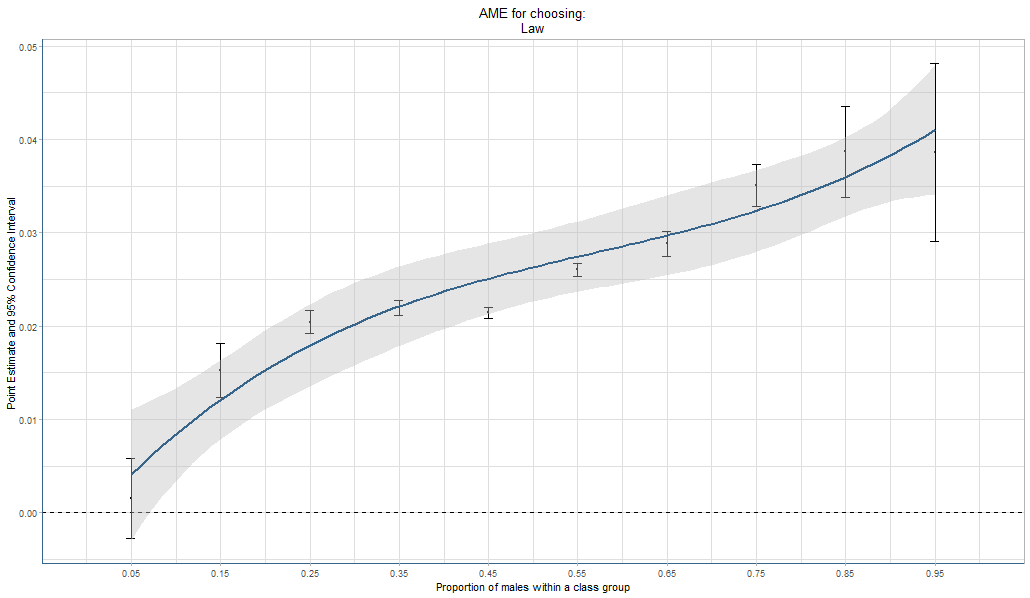 AME for choosing:
Law
Point Estimate and 95% Confidence Interval
0.05
0.04
0.03
0.02
0.01
0.00
0.05 0.15 0.25 0.35 0.45 0.55 0.65 0.75 0.85 0.95
Proportion of males within a class group